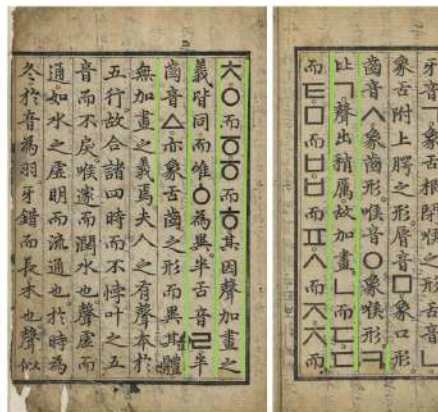 牙音ㄱ象舌根閉喉之形。舌音ㄴ
象舌附上腭之形。脣音ㅁ象口形。
齒音ㅅ象齒形。喉音ㅇ象喉形。ㅋ
比ㄱ。聲出稍厲。故加畫。ㄴ而ㄷ。ㄷ
而ㅌ。ㅁ而ㅂ。ㅂ而ㅍ。ㅅ而ㅈ。ㅈ而
ㅊ。ㅇ而ㆆ。ㆆ而ㅎ。其因聲加畫之
義皆同。而唯ㆁ為異。半舌音ㄹ。半
齒音ㅿ。亦象舌齒之形而異其體。
無加畫之義焉。夫人之有聲本於
五行。故合諸四時而不悖。叶之五
音而不戾。喉邃而潤。水也。聲虛而
通。如水之虛明而流通也。於時為
冬。於音為羽。牙錯而長。木也。聲似